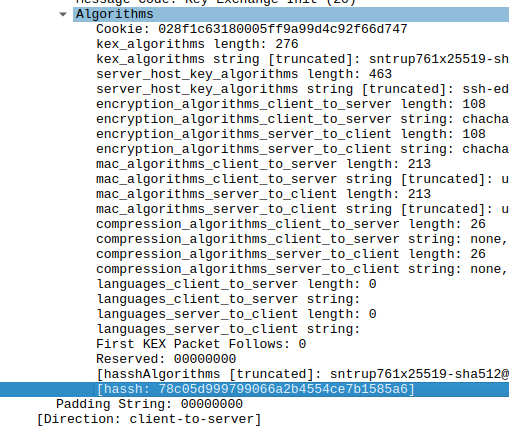 Message Code: Key Exchange Init (20)
Algorithms
Cookie: 028f1c63180005ff9a99d4c92f66d747
kex_algorithms length: 276
kex_algorithms string [truncated]: sntrup761x25519-sh
server_host_key_algorithms length: 463
server_host_key_algorithms string [truncated]: ssh-ed
encryption_algorithms_client_to_server length: 108
encryption_algorithms_client_to_server string: chacha
encryption_algorithms_server_to_client length: 108
encryption_algorithms_server_to_client string: chacha
mac_algorithms_client_to_server length: 213
mac_algorithms_client_to_server string [truncated]: u
mac_algorithms_server_to_client length: 213
mac_algorithms_server_to_client string [truncated]: u
compression_algorithms_client_to_server length: 26
compression_algorithms_client_to_server string: none,
compression_algorithms_server_to_client length: 26
compression_algorithms_server_to_client string: none,
languages_client_to_server length: 0
languages_client_to_server string:
languages_server_to_client length: 0
languages_server_to_client string:
First KEX Packet Follows: 0
Reserved: 00000000
[hasshAlgorithms [truncated]: sntrup761x25519-sha512@
[hassh: 78c05d999799066a2b4554ce7b1585a6]
Padding String: 00000000
[Direction: client-to-server]